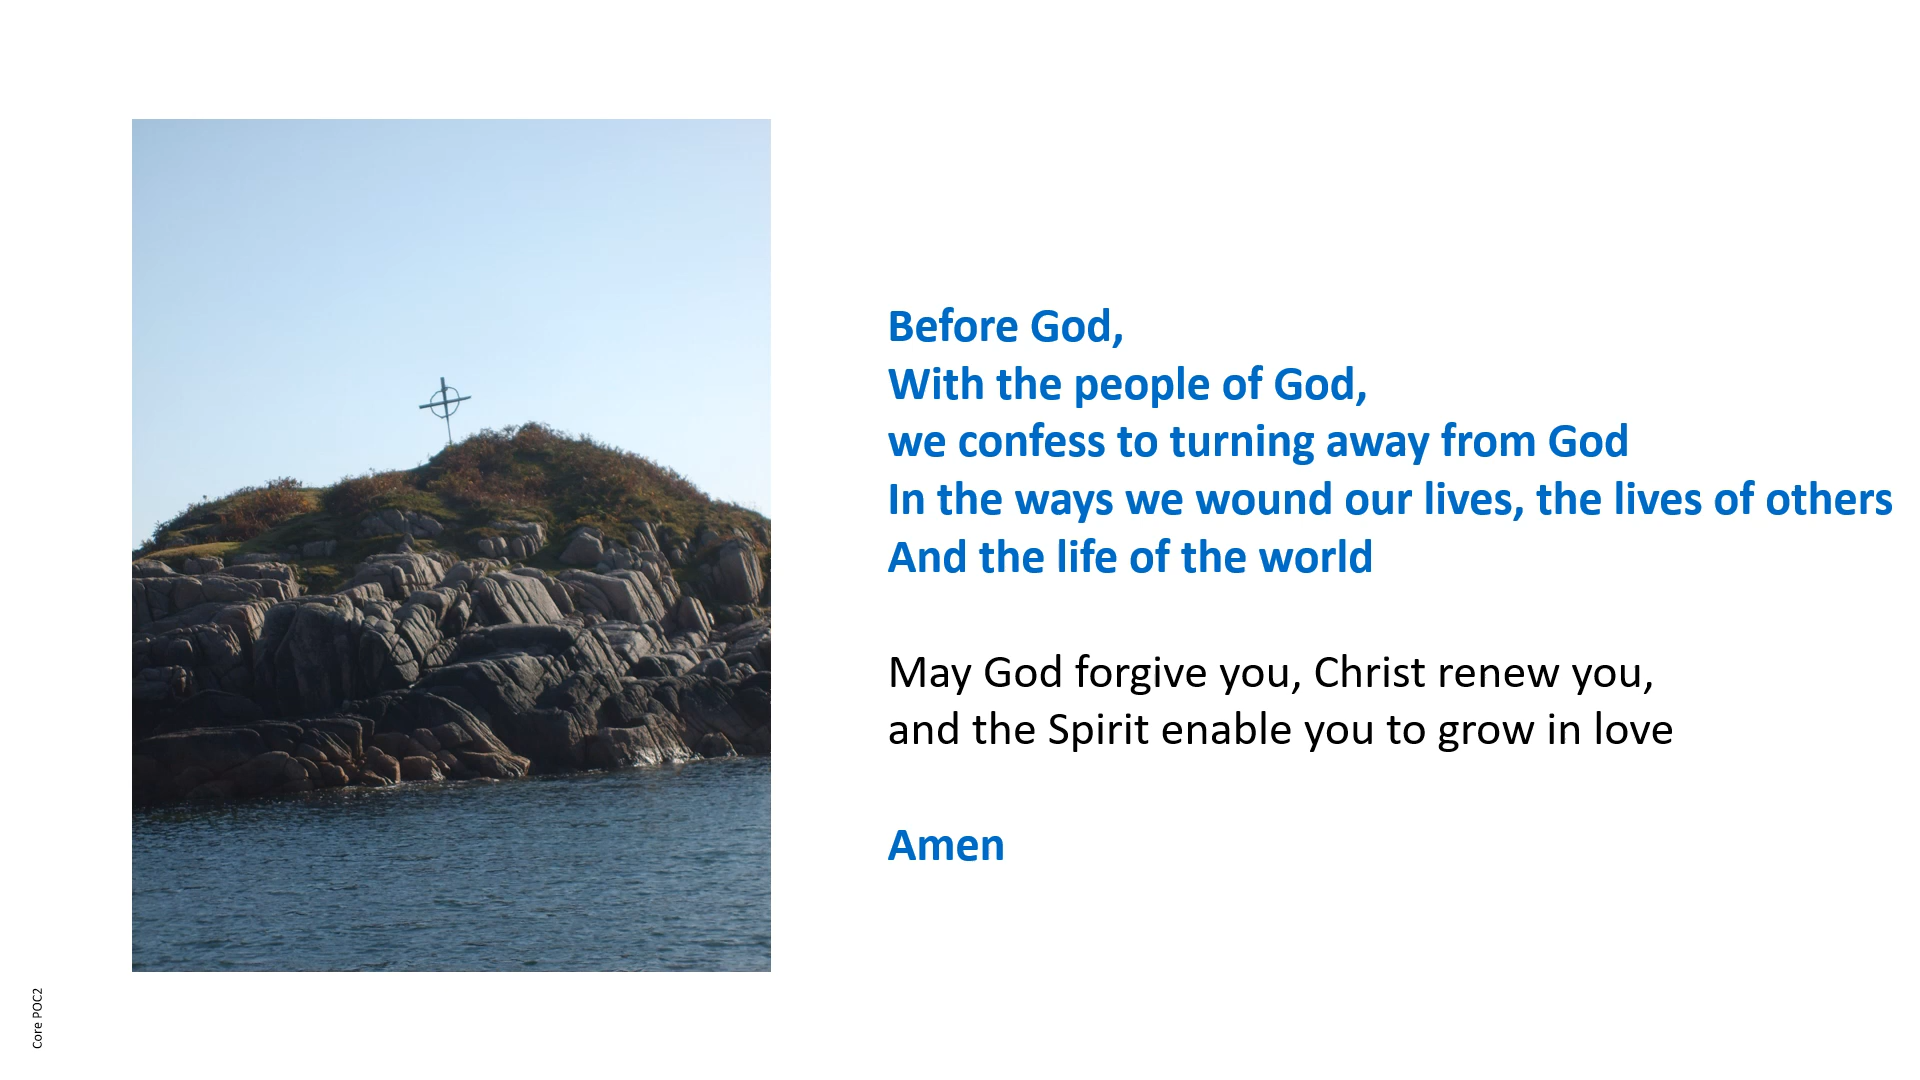 Before God,
With the people of God,
we confess to turning away from God
In the ways we wound our lives, the lives of others
And the life of the world
May God forgive you, Christ renew you,
and the Spirit enable you to grow in love
Amen
Core POC2